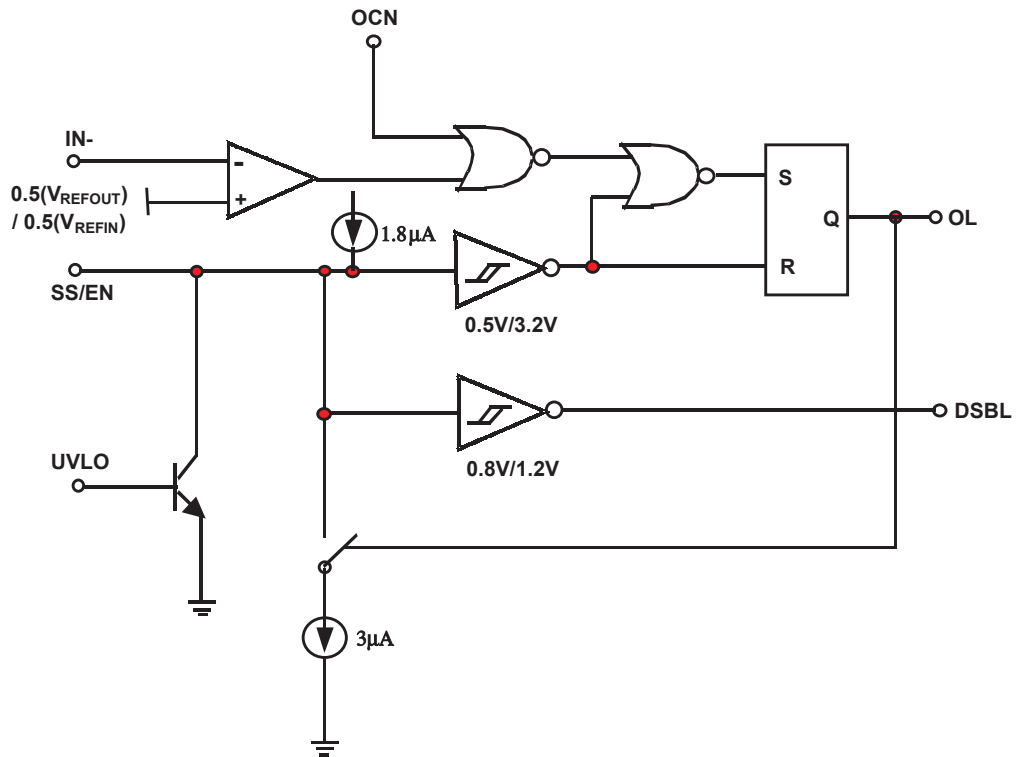 OCN
IN-
-
+
0.5(VREFOUT)
/ 0.5(VREFIN)
1.8µA
S
Q
OL
R
SS/EN
0.5V/3.2V
DSBL
0.8V/1.2V
UVLO
3µA